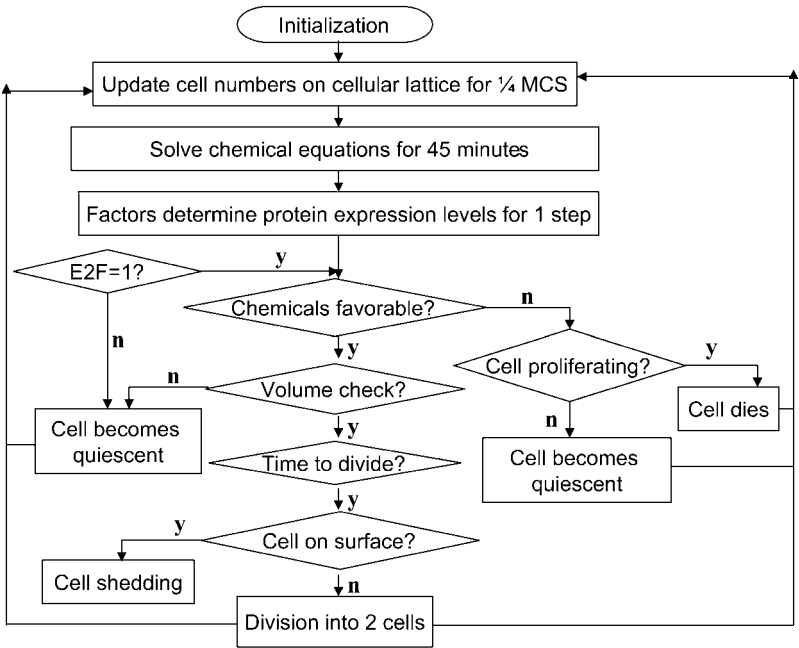 Initialization
Update cell numbers on cellular lattice for ¼ MCS
Solve chemical equations for 45 minutes
Factors determine protein expression levels for 1 step
E2F=1?
y
n
Chemicals favorable?
n
y
Cell proliferating?
y
n
Cell dies
Volume check?
n
y
Cell becomes
quiescent
Cell becomes
quiescent
Time to divide?
y
Cell on surface?
y
n
Cell shedding
Division into 2 cells